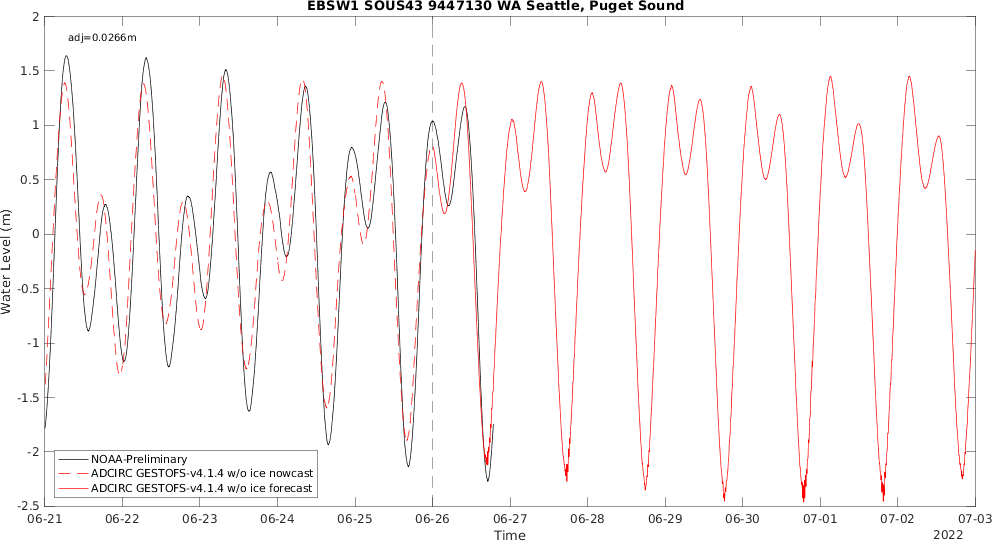 EBSW1 SOUS43 9447130 WA Seattle, Puget Sound
adj=0.0266m
2
1.5
1
0.5
0
-0.5
-1
-1.5
-2
-2.5
Water Level (m)
NOAA-Preliminary
ADCIRC GESTOFS-v4.1.4 w/o ice nowcast
ADCIRC GESTOFS-v4.1.4 w/o ice forecast
06-21 06-22 06-23 06-24 06-25 06-26 06-27 06-28 06-29 06-30 07-01 07-02 07-03
Time
2022